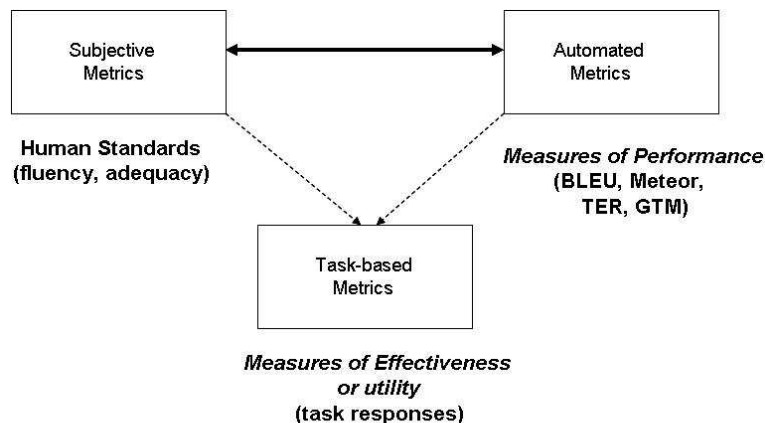 Subjective
Metrics
Automated
Metrics
Human Standards
(fluency, adequacy)
Measures of Performance
(BLEU, Meteor,
TER, GTM)
Task-based
Metrics
Measures of Effectiveness
or utility
(task responses)